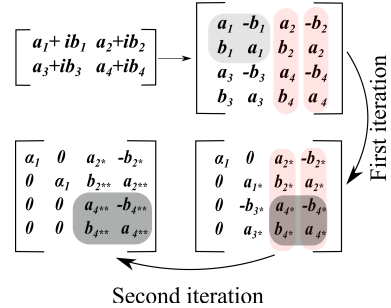 a1+ ib1 a2+ib2
a3+ib3 a4+ib4
a1 -b1 a2 -b2
b1 a1 b2 a2
a3 -b3 a4 -b4
b3 a3 b4 a4
First iteration
α1 0 a2* -b2*
0 a1* b2* a2*
0 -b3* a4* -b4*
0 a3* b4* a4*
α1 0 a2* -b2*
0 α1 b2** a2**
0 0 a4** -b4**
0 0 b4** a4**
Second iteration